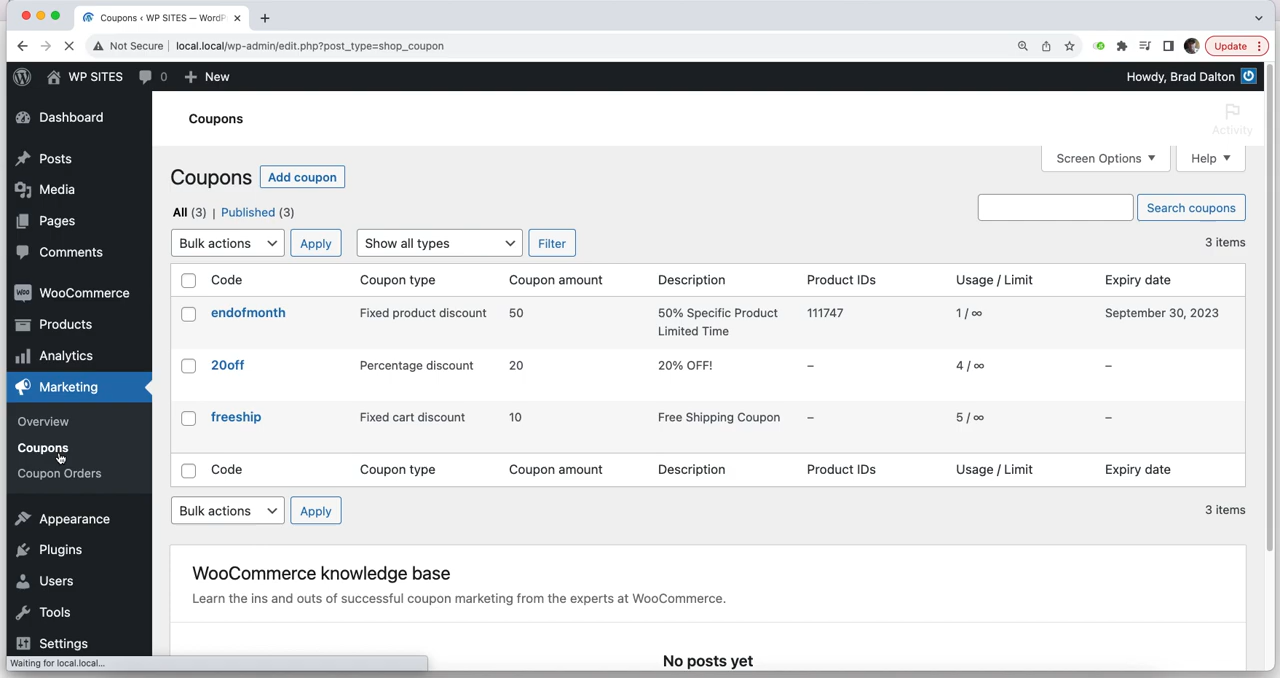 Coupons ‹ WP SITES — WordP
Not Secure
local.local/wp-admin/edit.php?post_type=shop_coupon
Update
WP SITES
0
New
Howdy, Brad Dalton
Dashboard
Posts
Media
Pages
Comments
WooCommerce
Products
Analytics
Marketing
Overview
Coupons
Coupon Orders
Appearance
Plugins
Users
Tools
Settings
Waiting for local.local...
Coupons
Activity
Screen Options
Help
Coupons
Add coupon
All (3) | Published (3)
Search coupons
Bulk actions
Apply
Show all types
Filter
3 items
Code Coupon type Coupon amount Description Product IDs Usage / Limit Expiry date
endofmonth Fixed product discount 50 50% Specific Product 111747 1 / ∞ September 30, 2023
Limited Time
20off Percentage discount 20 20% OFF! – 4 / ∞ –
freeship Fixed cart discount 10 Free Shipping Coupon – 5 / ∞ –
Code Coupon type Coupon amount Description Product IDs Usage / Limit Expiry date
Bulk actions
Apply
3 items
WooCommerce knowledge base
Learn the ins and outs of successful coupon marketing from the experts at WooCommerce.
No posts yet